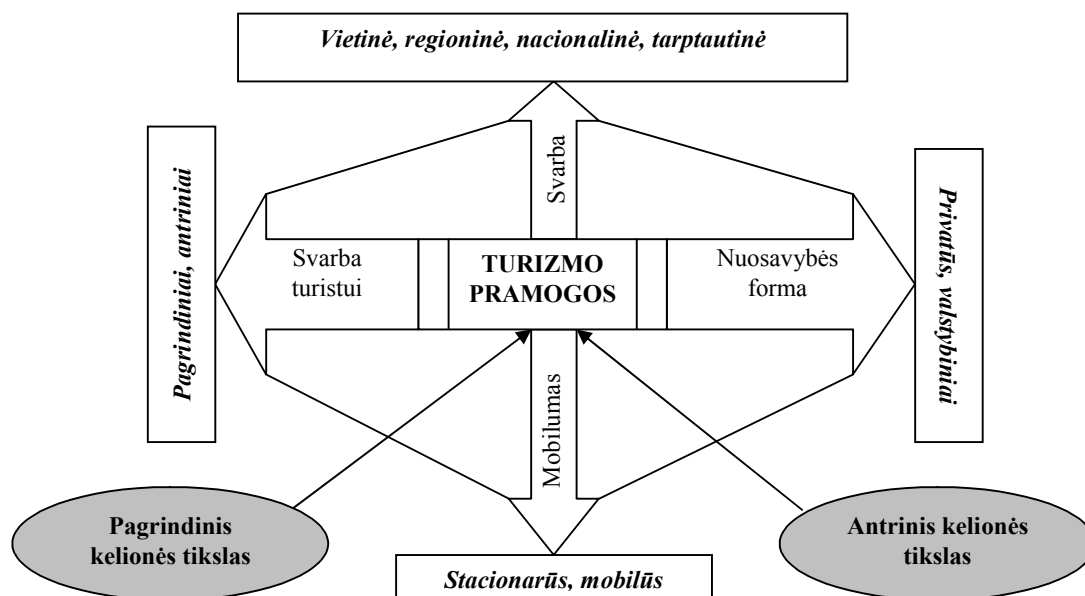 Vietinė, regioninė, nacionalinė, tarptautinė
Svarba
Pagrindiniai, antriniai
Privatūs, valstybiniai
Svarba
turistui
TURIZMO
PRAMOGOS
Nuosavybės
forma
Mobilumas
Pagrindinis
kelionės tikslas
Antrinis kelionės
tikslas
Stacionarūs, mobilūs